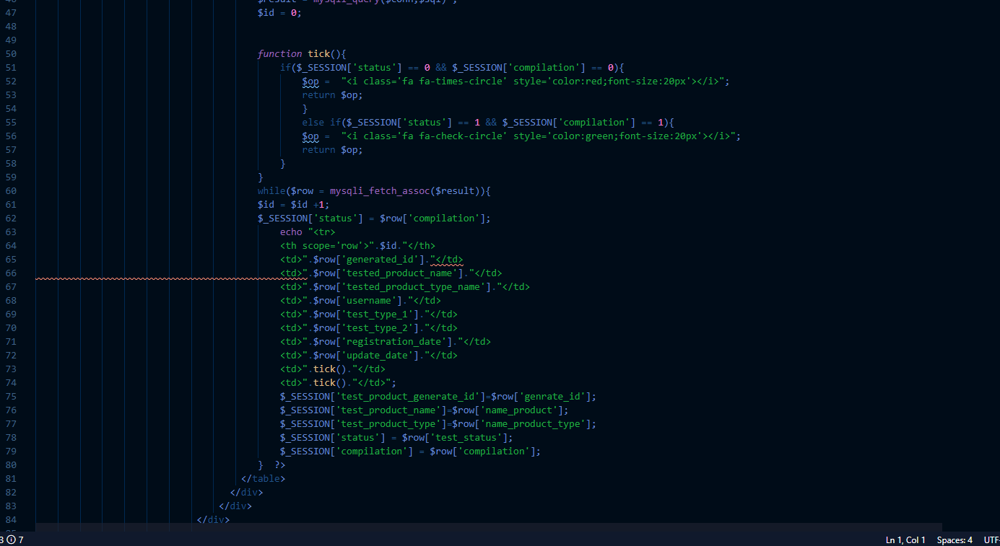 $result = mysqli_query($conn,$sql) ;
47 $id = 0;
48
49
50 function tick(){
51 if($_SESSION['status'] == 0 && $_SESSION['compilation'] == 0){
52 $op =  "<i class='fa fa-times-circle' style='color:red;font-size:20px'></i>";
53 return $op;
54 }
55 else if($_SESSION['status'] == 1 && $_SESSION['compilation'] == 1){
56 $op =  "<i class='fa fa-check-circle' style='color:green;font-size:20px'></i>";
57 return $op;
58 }
59 }
60 while($row = mysqli_fetch_assoc($result)){
61 $id = $id +1;
62 $_SESSION['status'] = $row['compilation'];
63 echo "<tr>
64 <th scope='row'>".$id."</th>
65 <td>".$row['generated_id']."</td>
66 <td>".$row['tested_product_name']."</td>
67 <td>".$row['tested_product_type_name']."</td>
68 <td>".$row['username']."</td>
69 <td>".$row['test_type_1']."</td>
70 <td>".$row['test_type_2']."</td>
71 <td>".$row['registration_date']."</td>
72 <td>".$row['update_date']."</td>
73 <td>".tick()."</td>
74 <td>".tick()."</td>";
75 $_SESSION['test_product_generate_id']=$row['genrate_id'];
76 $_SESSION['test_product_name']=$row['name_product'];
77 $_SESSION['test_product_type']=$row['name_product_type'];
78 $_SESSION['status'] = $row['test_status'];
79 $_SESSION['compilation'] = $row['compilation'];
80 }  ?>
81 </table>
82 </div>
83 </div>
84 </div>
3 7 Ln 1, Col 1 Spaces: 4 UTF-